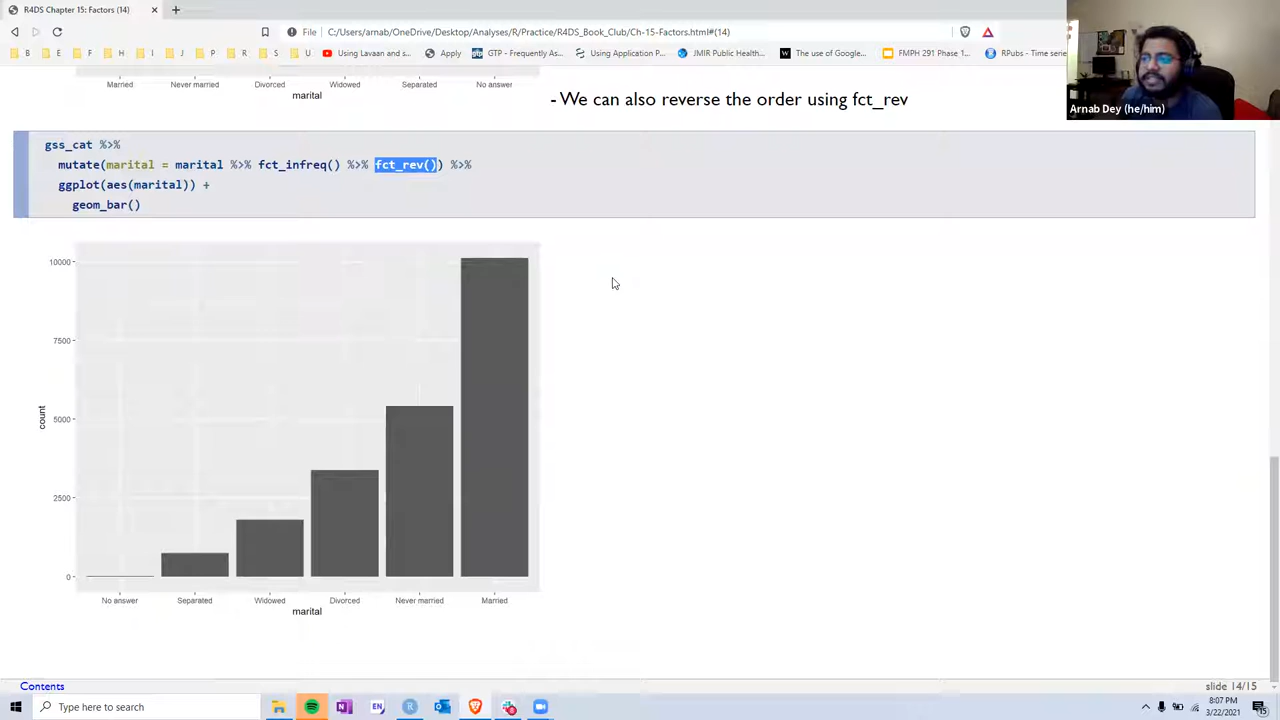 R4DS Chapter 15: Factors (14)
File C:/Users/arnab/OneDrive/Desktop/Analyses/R/Practice/R4DS_Book_Club/Ch-15-Factors.html#(14)
B E F H I J P R S U Using Lavaan and... Apply GTP - Frequently As... Using Application P... JMIR Public Health... The use of Google... FMPH 291 Phase 1... RPubs - Time serie
Arnab Dey (he/him)
Married Never married Divorced Widowed Separated No answer
marital
- We can also reverse the order using fct_rev
gss_cat %>%
mutate(marital = marital %>% fct_infreq() %>% fct_rev()) %>%
ggplot(aes(marital)) +
geom_bar()
10000
7500
5000
2500
0
count
No answer Separated Widowed Divorced Never married Married
marital
Contents
slide 14/15
Type here to search
8:07 PM
3/22/2021
15